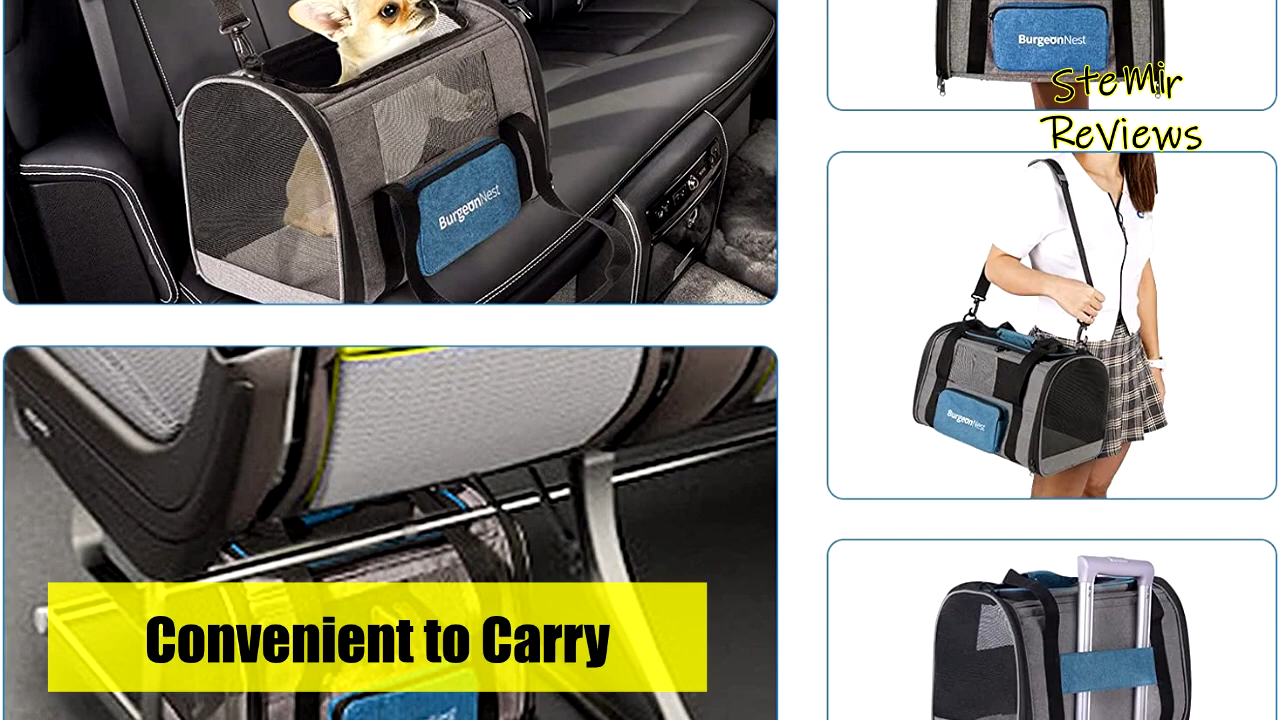 BurgeonNest
SteMir
Reviews
BurgeonNest
BurgeonNest
Convenient to Carry